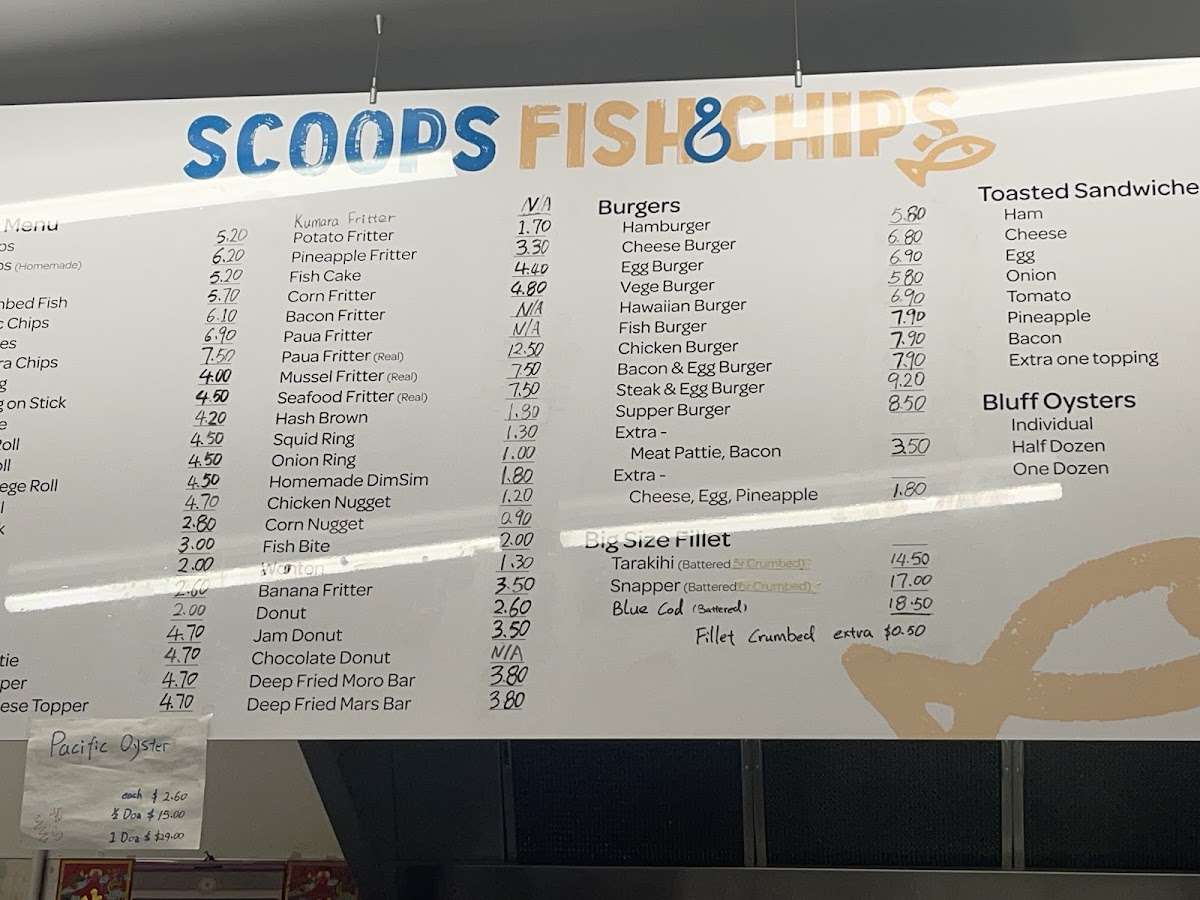 SCOOPS FISH & CHIPS
Menu
5.20
(Homemade) 6.20
5.20
Fish 5.70
Chips 6.10
6.90
Chips 7.50
4.00
on Stick 4.50
4.20
Roll 4.50
4.50
Roll 4.50
4.70
2.80
3.00
2.00
2.60
2.00
4.70
4.70
4.70
Topper 4.70
Kumara Fritter N/A
Potato Fritter 1.70
Pineapple Fritter 3.30
Fish Cake 4.40
Corn Fritter 4.80
Bacon Fritter N/A
Paua Fritter N/A
Paua Fritter (Real) 12.50
Mussel Fritter (Real) 7.50
Seafood Fritter (Real) 7.50
Hash Brown 1.80
Squid Ring 1.30
Onion Ring 1.00
Homemade DimSim 1.80
Chicken Nugget 1.20
Corn Nugget 0.90
Fish Bite 2.00
Wonton 1.30
Banana Fritter 3.50
Donut 2.60
Jam Donut 3.50
Chocolate Donut N/A
Deep Fried Moro Bar 3.80
Deep Fried Mars Bar 3.80
Burgers
Hamburger 5.80
Cheese Burger 6.80
Egg Burger 6.90
Vege Burger 5.80
Hawaiian Burger 6.90
Fish Burger 7.90
Chicken Burger 7.90
Bacon & Egg Burger 7.90
Steak & Egg Burger 9.20
Supper Burger 8.50
Extra -
Meat Pattie, Bacon 3.50
Extra -
Cheese, Egg, Pineapple 1.80
Big Size Fillet
Tarakihi (Battered or Crumbed) 14.50
Snapper (Battered or Crumbed) 17.00
Blue Cod (Battered) 18.50
Fillet Crumbed extra $0.50
Toasted Sandwiche
Ham
Cheese
Egg
Onion
Tomato
Pineapple
Bacon
Extra one topping
Bluff Oysters
Individual
Half Dozen
One Dozen
Pacific Oyster
each $ 2.60
½ Doz $ 15.00
1 Doz $ $29.00